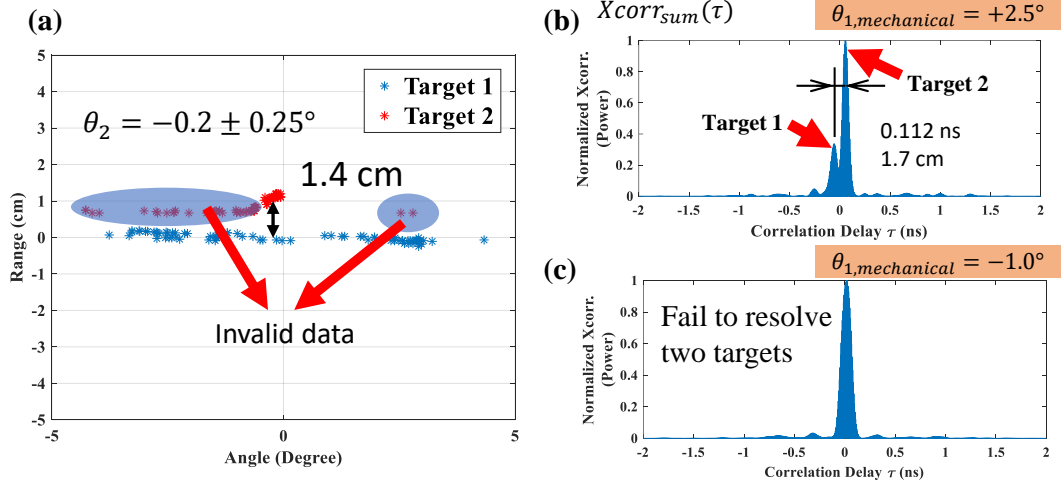 (a)
5
4
3
2
1
0
-1
-2
-3
-4
-5
Range (cm)
-5
0
5
Angle (Degree)
Target 1
Target 2
θ₂ = −0.2 ± 0.25°
1.4 cm
Invalid data
(b)
Xcorr_sum(τ)
θ₁,mechanical = +2.5°
Normalized Xcorr.
(Power)
1
0.8
0.6
0.4
0.2
0
Target 2
Target 1
0.112 ns
1.7 cm
-2
-1.5
-1
-0.5
0
0.5
1
1.5
2
Correlation Delay τ (ns)
(c)
θ₁,mechanical = −1.0°
Normalized Xcorr.
(Power)
1
0.8
0.6
0.4
0.2
0
Fail to resolve
two targets
-2
-1.5
-1
-0.5
0
0.5
1
1.5
2
Correlation Delay τ (ns)